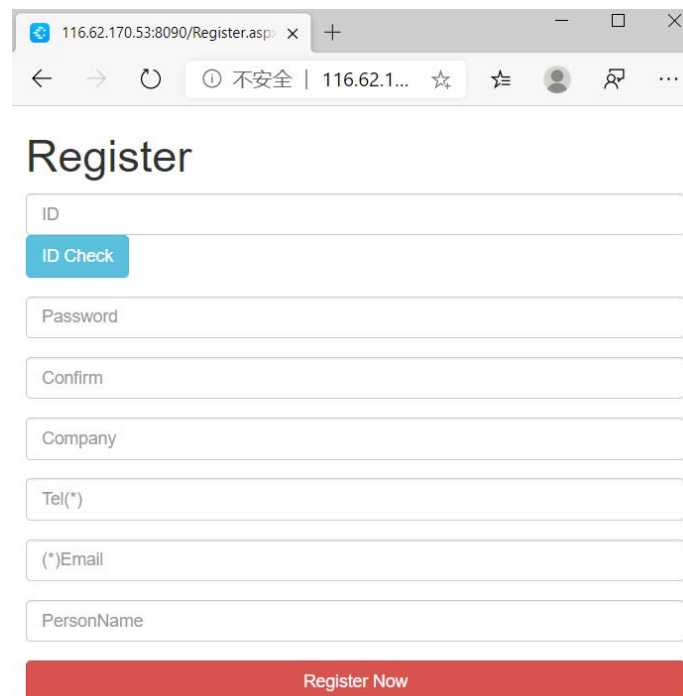 116.62.170.53:8090/Register.asp
不安全 | 116.62.1...
Register
ID
ID Check
Password
Confirm
Company
Tel(*)
(*)Email
PersonName
Register Now